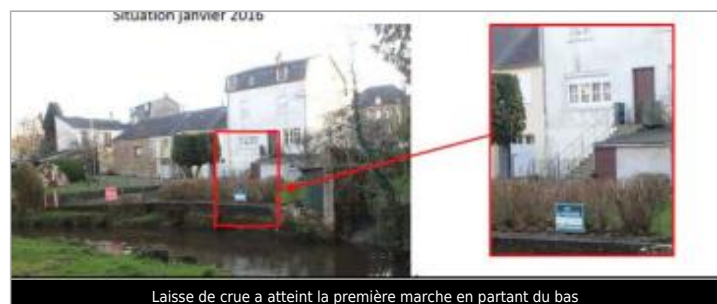 Situation janvier 2016
Laisse de crue a atteint la première marche en partant du bas